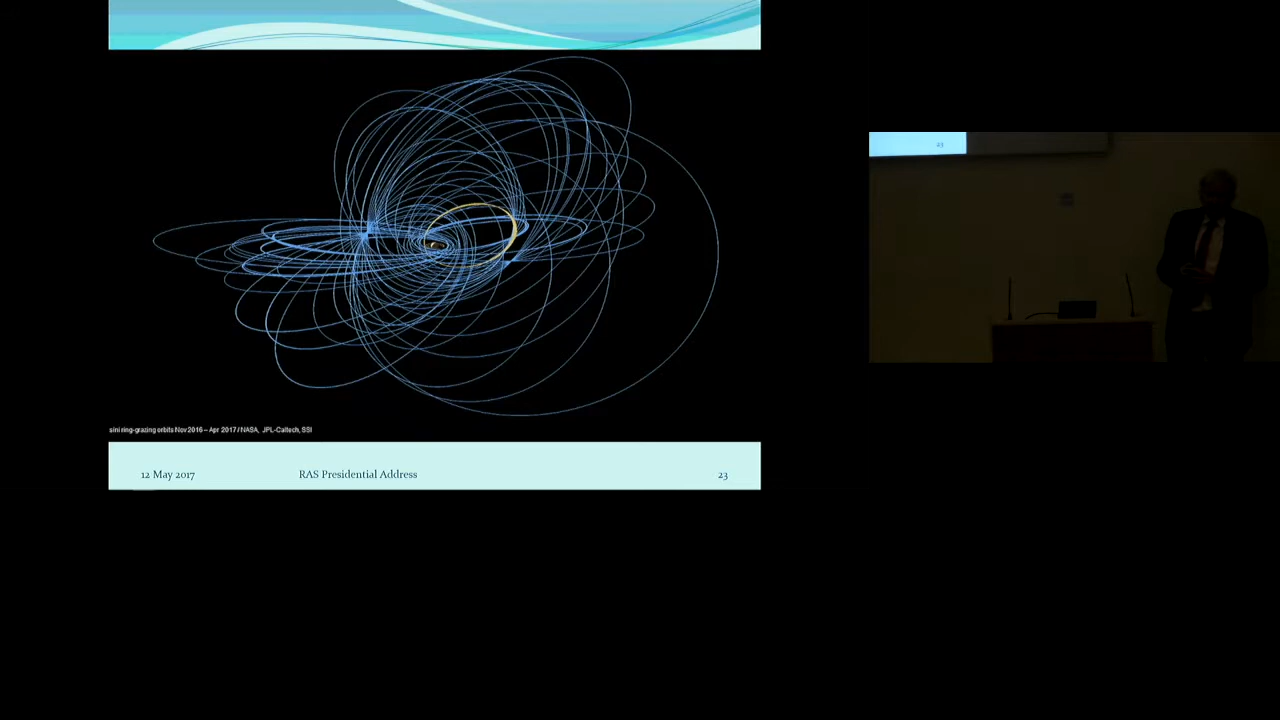 23
sini ring-grazing orbits Nov 2016 – Apr 2017 / NASA, JPL-Caltech, SSI
12 May 2017 RAS Presidential Address 23